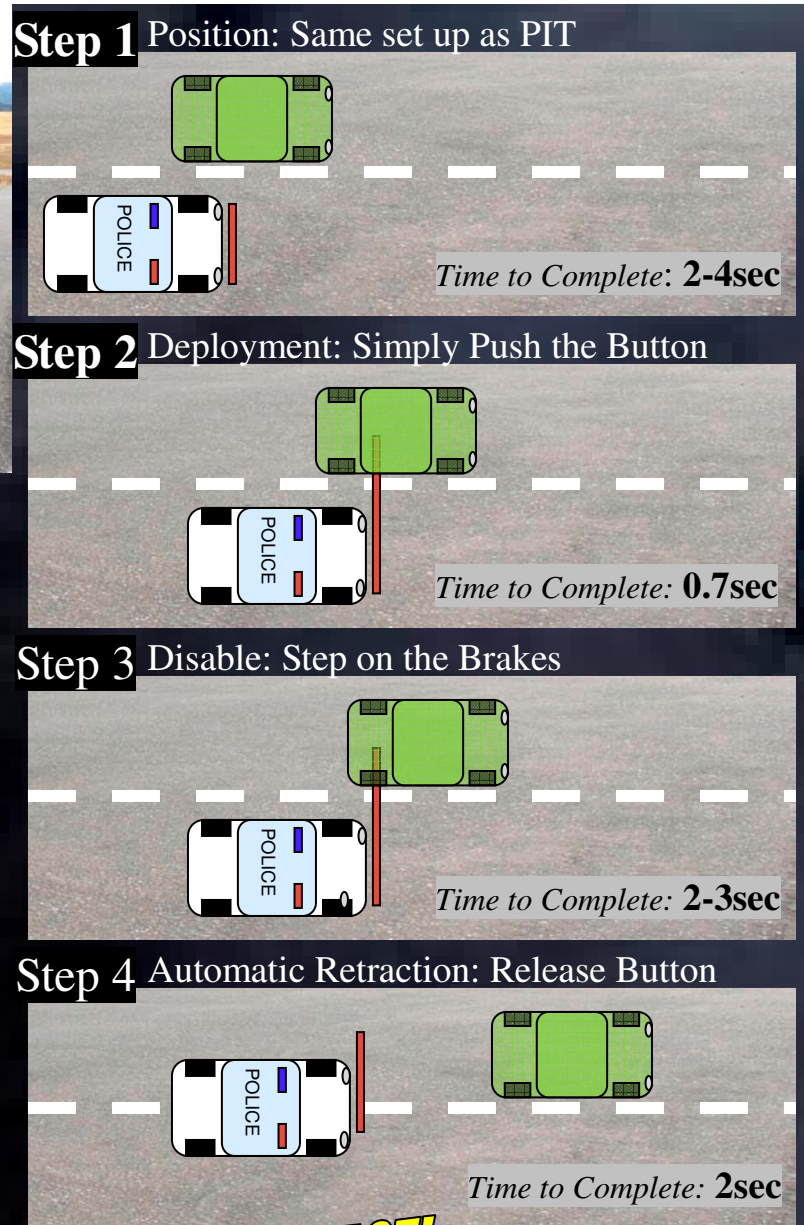 Step 1 Position: Same set up as PIT
POLICE
Time to Complete: 2-4sec
Step 2 Deployment: Simply Push the Button
POLICE
Time to Complete: 0.7sec
Step 3 Disable: Step on the Brakes
POLICE
Time to Complete: 2-3sec
Step 4 Automatic Retraction: Release Button
POLICE
Time to Complete: 2sec